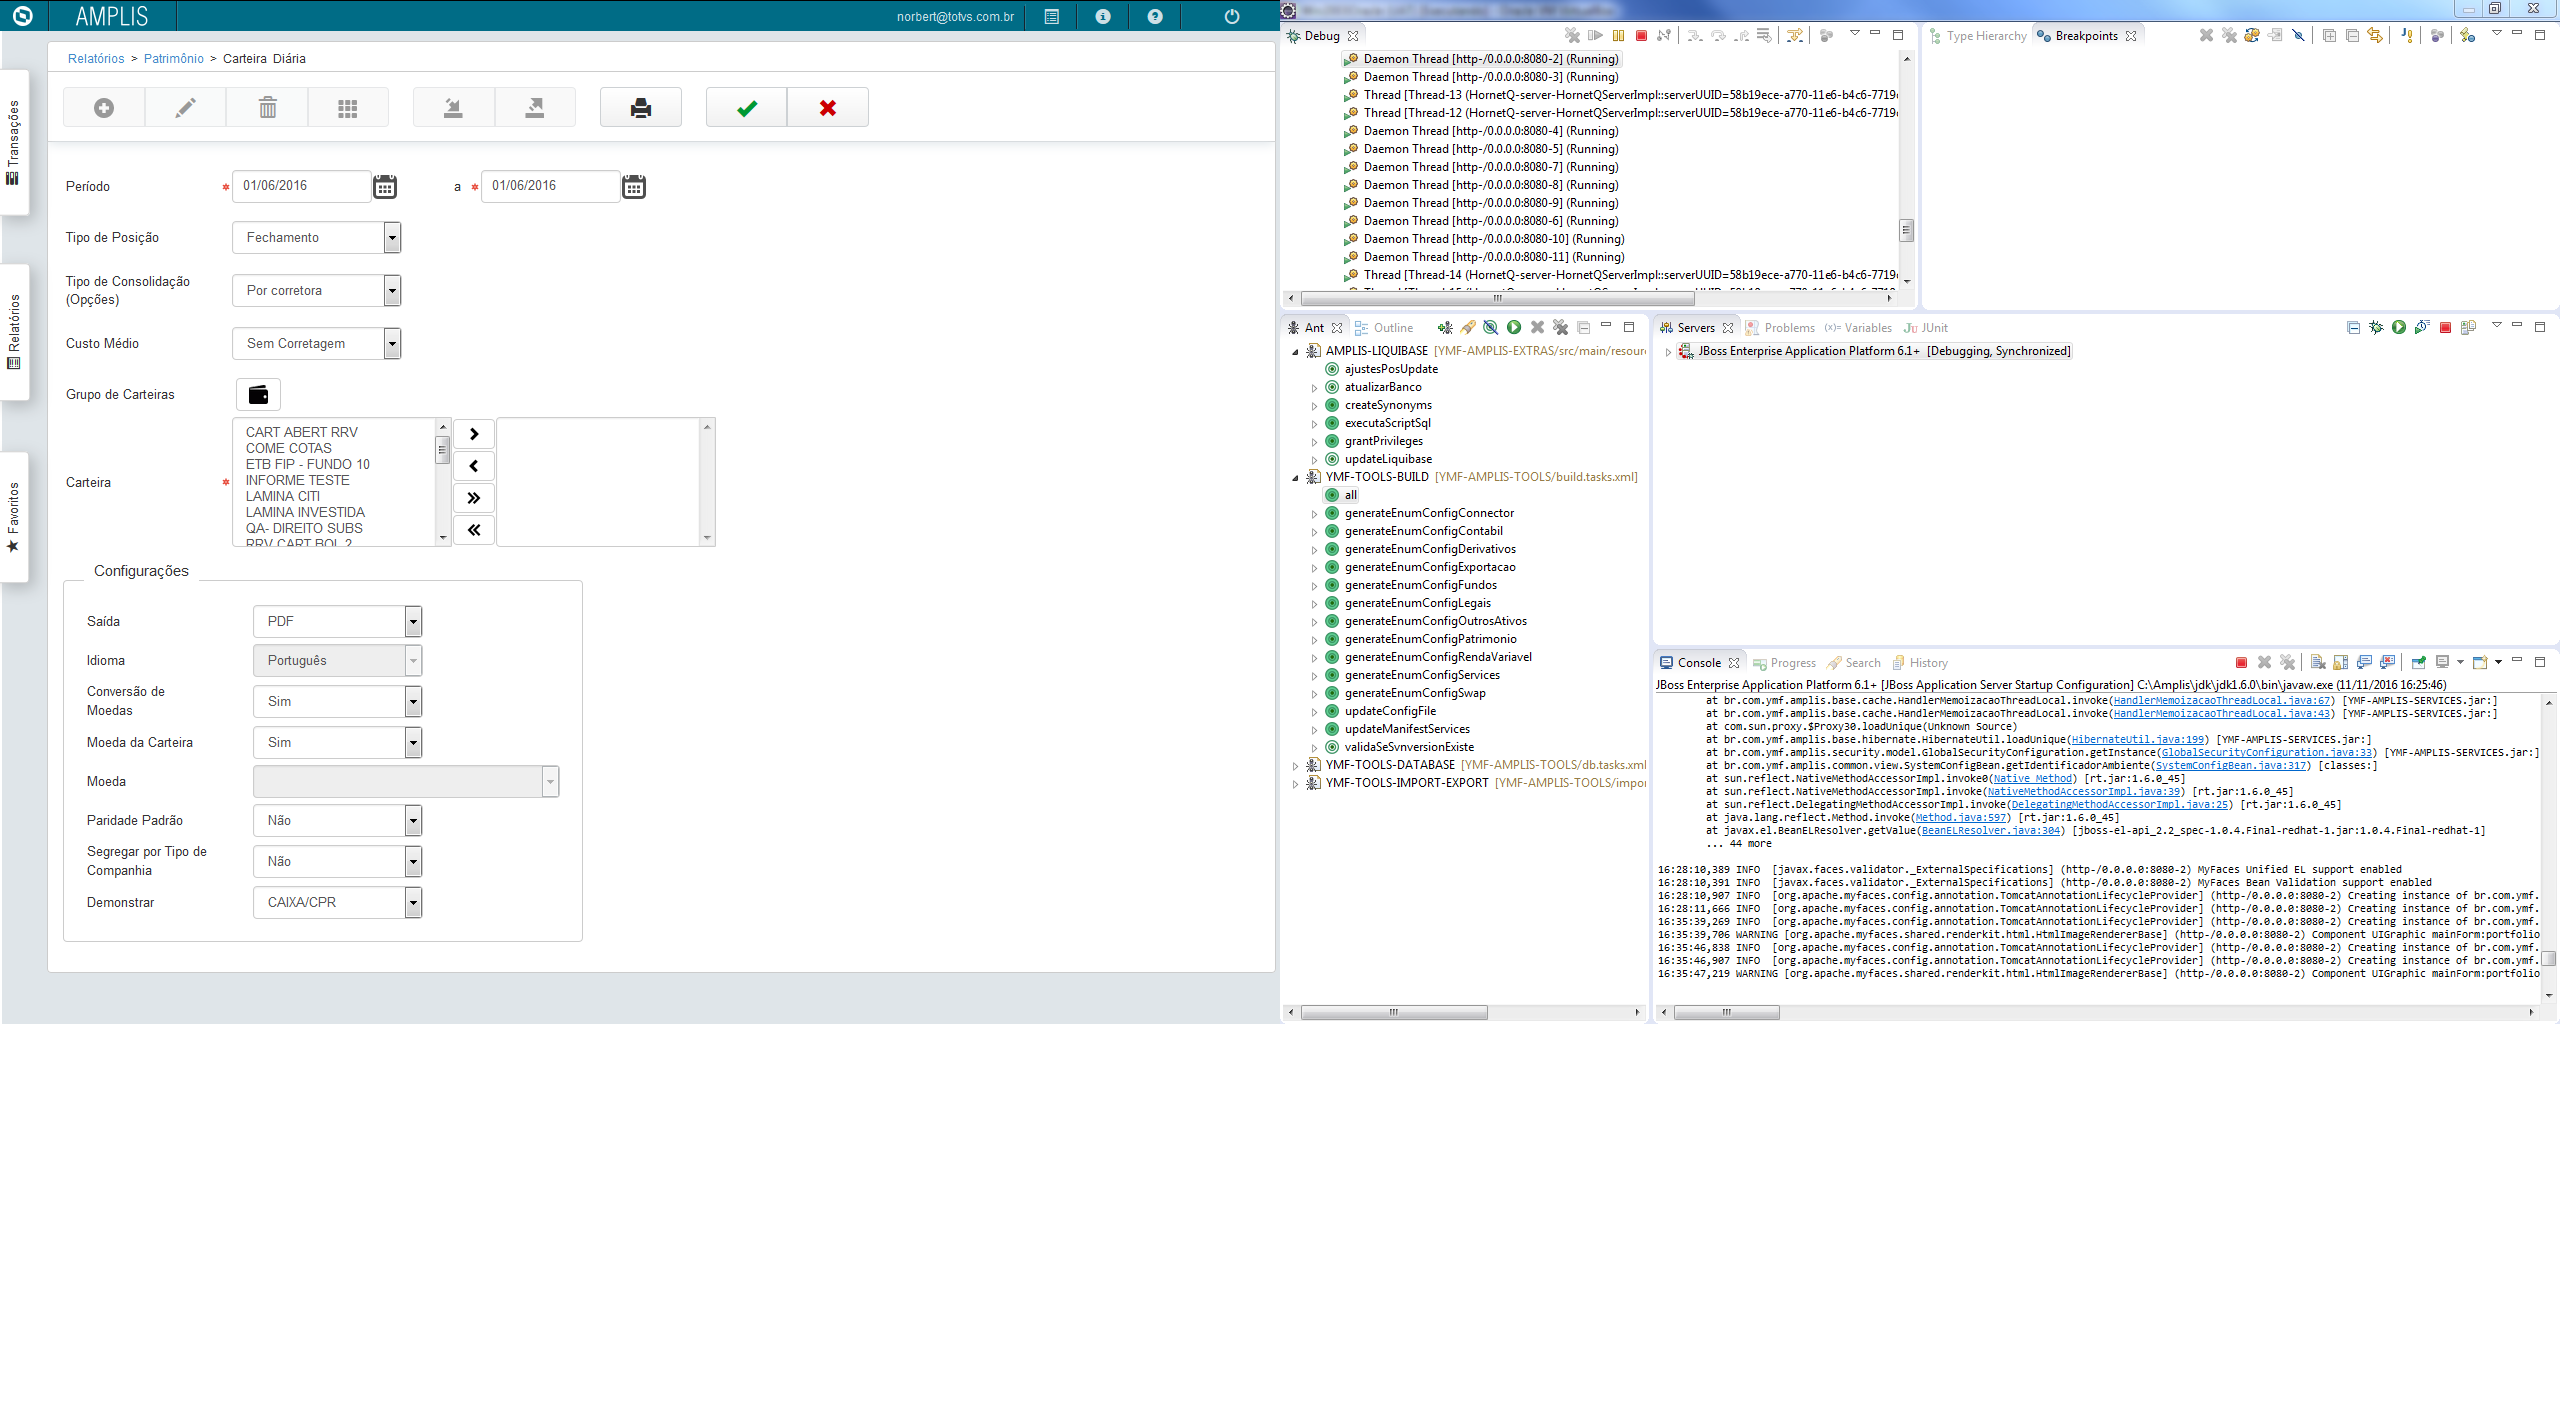 AMPLIS
norbert@totvs.com.br
Relatórios > Patrimônio > Carteira Diária
Transações
Relatórios
Favoritos
Período
01/06/2016
a
01/06/2016
Tipo de Posição
Fechamento
Tipo de Consolidação
(Opções)
Por corretora
Custo Médio
Sem Corretagem
Grupo de Carteiras
Carteira
CART ABERT RRV
COME COTAS
ETB FIP - FUNDO 10
INFORME TESTE
LAMINA CITI
LAMINA INVESTIDA
QA- DIREITO SUBS
RRV CART BOL 2
Configurações
Saída
PDF
Idioma
Português
Conversão de
Moedas
Sim
Moeda da Carteira
Sim
Moeda
Paridade Padrão
Não
Segregar por Tipo de
Companhia
Não
Demonstrar
CAIXA/CPR
Debug
Daemon Thread [http-/0.0.0.0:8080-2] (Running)
Daemon Thread [http-/0.0.0.0:8080-3] (Running)
Thread [Thread-13 (HornetQ-server-HornetQServerImpl::serverUUID=58b19ece-a770-11e6-b4c6-7719
Thread [Thread-12 (HornetQ-server-HornetQServerImpl::serverUUID=58b19ece-a770-11e6-b4c6-7719
Daemon Thread [http-/0.0.0.0:8080-4] (Running)
Daemon Thread [http-/0.0.0.0:8080-5] (Running)
Daemon Thread [http-/0.0.0.0:8080-7] (Running)
Daemon Thread [http-/0.0.0.0:8080-8] (Running)
Daemon Thread [http-/0.0.0.0:8080-9] (Running)
Daemon Thread [http-/0.0.0.0:8080-6] (Running)
Daemon Thread [http-/0.0.0.0:8080-10] (Running)
Daemon Thread [http-/0.0.0.0:8080-11] (Running)
Thread [Thread-14 (HornetQ-server-HornetQServerImpl::serverUUID=58b19ece-a770-11e6-b4c6-7719
Type Hierarchy
Breakpoints
Ant
Outline
AMPLIS-LIQUIBASE [YMF-AMPLIS-EXTRAS/src/main/resour
ajustesPosUpdate
atualizarBanco
createSynonyms
executaScriptSql
grantPrivileges
updateLiquibase
YMF-TOOLS-BUILD [YMF-AMPLIS-TOOLS/build.tasks.xml]
all
generateEnumConfigConnector
generateEnumConfigContabil
generateEnumConfigDerivativos
generateEnumConfigExportacao
generateEnumConfigFundos
generateEnumConfigLegais
generateEnumConfigOutrosAtivos
generateEnumConfigPatrimonio
generateEnumConfigRendaVariavel
generateEnumConfigServices
generateEnumConfigSwap
updateConfigFile
updateManifestServices
validaSeSvnversionExiste
YMF-TOOLS-DATABASE [YMF-AMPLIS-TOOLS/db.tasks.xml
YMF-TOOLS-IMPORT-EXPORT [YMF-AMPLIS-TOOLS/impor
Servers
Problems
(x)= Variables
Ju JUnit
JBoss Enterprise Application Platform 6.1+ [Debugging, Synchronized]
Console
Progress
Search
History
JBoss Enterprise Application Platform 6.1+ [JBoss Application Server Startup Configuration] C:\Amplis\jdk\jdk1.6.0\bin\javaw.exe (11/11/2016 16:25:46)
at br.com.ymf.amplis.base.cache.HandlerMemoizacaoThreadLocal.invoke(HandlerMemoizacaoThreadLocal.java:67) [YMF-AMPLIS-SERVICES.jar:]
at br.com.ymf.amplis.base.cache.HandlerMemoizacaoThreadLocal.invoke(HandlerMemoizacaoThreadLocal.java:43) [YMF-AMPLIS-SERVICES.jar:]
at com.sun.proxy.$Proxy30.loadUnique(Unknown Source)
at br.com.ymf.amplis.base.hibernate.HibernateUtil.loadUnique(HibernateUtil.java:199) [YMF-AMPLIS-SERVICES.jar:]
at br.com.ymf.amplis.security.model.GlobalSecurityConfiguration.getInstance(GlobalSecurityConfiguration.java:33) [YMF-AMPLIS-SERVICES.jar:]
at br.com.ymf.amplis.common.view.SystemConfigBean.getIdentificadorAmbiente(SystemConfigBean.java:317) [classes:]
at sun.reflect.NativeMethodAccessorImpl.invoke0(Native Method) [rt.jar:1.6.0_45]
at sun.reflect.NativeMethodAccessorImpl.invoke(NativeMethodAccessorImpl.java:39) [rt.jar:1.6.0_45]
at sun.reflect.DelegatingMethodAccessorImpl.invoke(DelegatingMethodAccessorImpl.java:25) [rt.jar:1.6.0_45]
at java.lang.reflect.Method.invoke(Method.java:597) [rt.jar:1.6.0_45]
at javax.el.BeanELResolver.getValue(BeanELResolver.java:304) [jboss-el-api_2.2_spec-1.0.4.Final-redhat-1.jar:1.0.4.Final-redhat-1]
... 44 more
16:28:10,389 INFO [javax.faces.validator._ExternalSpecifications] (http-/0.0.0.0:8080-2) MyFaces Unified EL support enabled
16:28:10,391 INFO [javax.faces.validator._ExternalSpecifications] (http-/0.0.0.0:8080-2) MyFaces Bean Validation support enabled
16:28:10,907 INFO [org.apache.myfaces.config.annotation.TomcatAnnotationLifecycleProvider] (http-/0.0.0.0:8080-2) Creating instance of br.com.ymf.
16:28:11,666 INFO [org.apache.myfaces.config.annotation.TomcatAnnotationLifecycleProvider] (http-/0.0.0.0:8080-2) Creating instance of br.com.ymf.
16:35:39,269 INFO [org.apache.myfaces.config.annotation.TomcatAnnotationLifecycleProvider] (http-/0.0.0.0:8080-2) Creating instance of br.com.ymf.
16:35:39,706 WARNING [org.apache.myfaces.shared.renderkit.html.HtmlImageRendererBase] (http-/0.0.0.0:8080-2) Component UIGraphic mainForm:portfolio
16:35:46,838 INFO [org.apache.myfaces.config.annotation.TomcatAnnotationLifecycleProvider] (http-/0.0.0.0:8080-2) Creating instance of br.com.ymf.
16:35:46,907 INFO [org.apache.myfaces.config.annotation.TomcatAnnotationLifecycleProvider] (http-/0.0.0.0:8080-2) Creating instance of br.com.ymf.
16:35:47,219 WARNING [org.apache.myfaces.shared.renderkit.html.HtmlImageRendererBase] (http-/0.0.0.0:8080-2) Component UIGraphic mainForm:portfolio